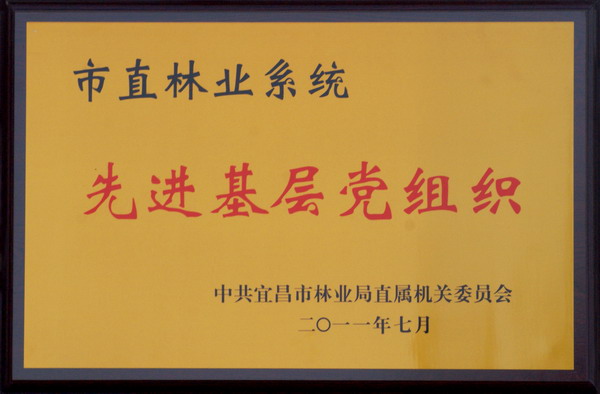 市直林业系统
先进基层党组织
中共宜昌市林业局直属机关委员会
二〇一一年七月